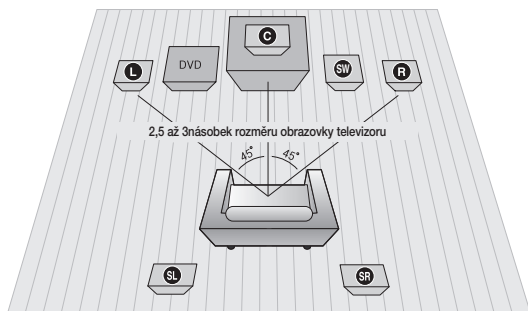 C
L
DVD
SW
R
2,5 až 3násobek rozměru obrazovky televizoru
45°
45°
SL
SR